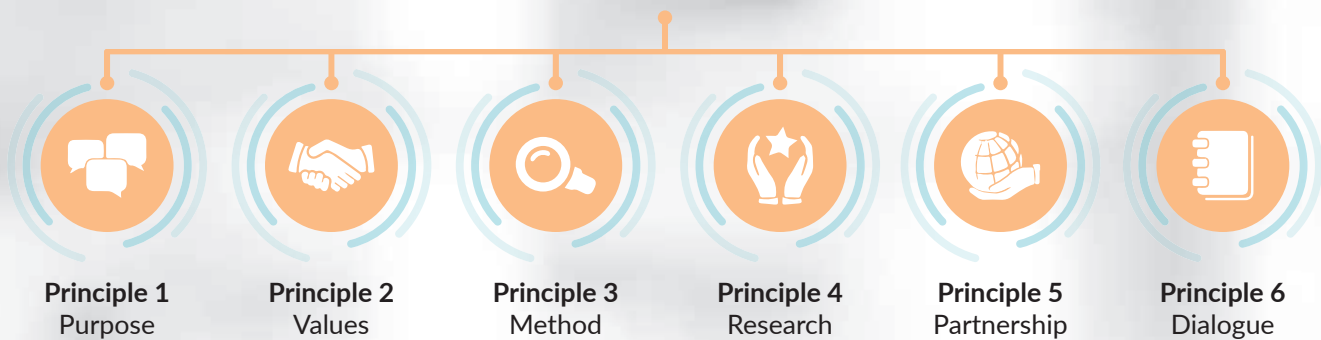 Principle 1
Purpose
Principle 2
Values
Principle 3
Method
Principle 4
Research
Principle 5
Partnership
Principle 6
Dialogue